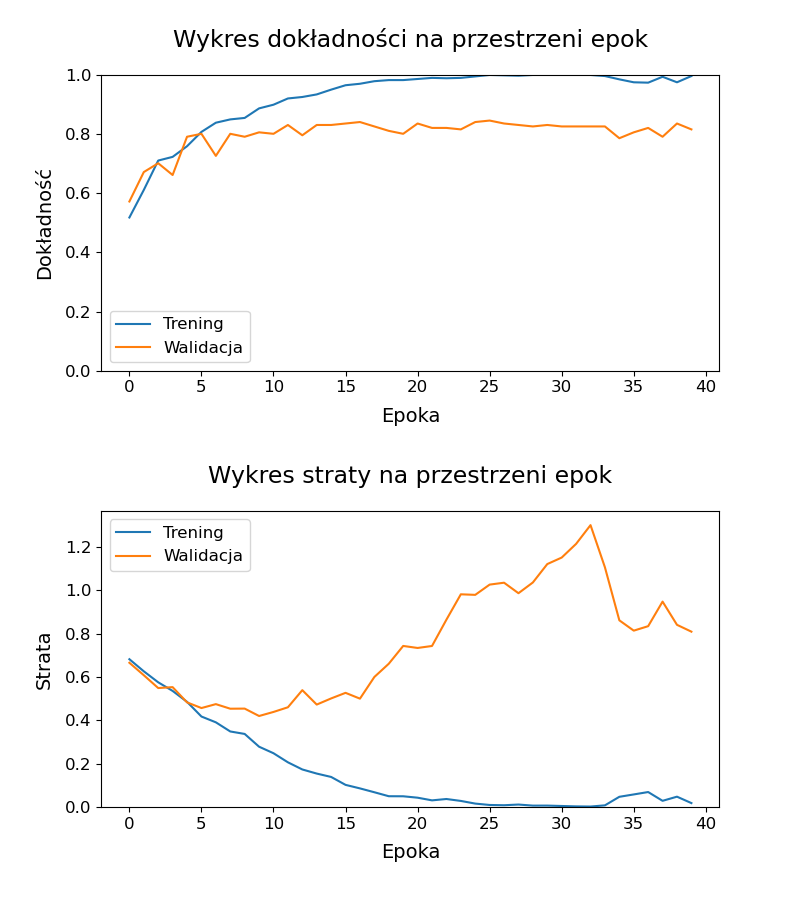 Wykres dokładności na przestrzeni epok
1.0
0.8
0.6
0.4
0.2
0.0
Dokładność
Trening
Walidacja
0 5 10 15 20 25 30 35 40
Epoka
Wykres straty na przestrzeni epok
1.2
1.0
0.8
0.6
0.4
0.2
0.0
Strata
Trening
Walidacja
0 5 10 15 20 25 30 35 40
Epoka